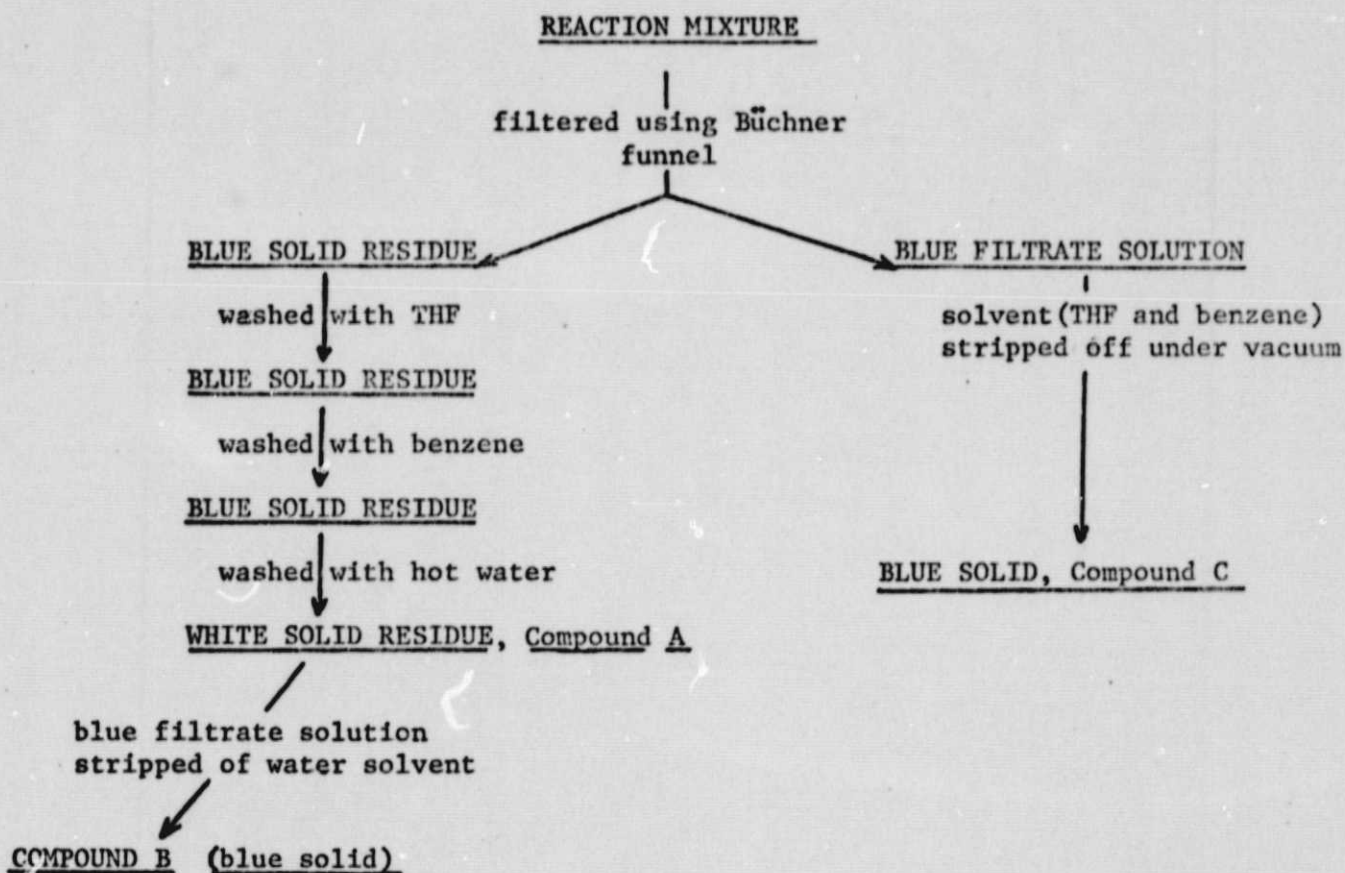 REACTION MIXTURE
filtered using Büchner
funnel
BLUE SOLID RESIDUE
washed with THF
BLUE SOLID RESIDUE
washed with benzene
BLUE SOLID RESIDUE
washed with hot water
WHITE SOLID RESIDUE, Compound A
blue filtrate solution
stripped of water solvent
COMPOUND B (blue solid)
BLUE FILTRATE SOLUTION
solvent(THF and benzene)
stripped off under vacuum
BLUE SOLID, Compound C